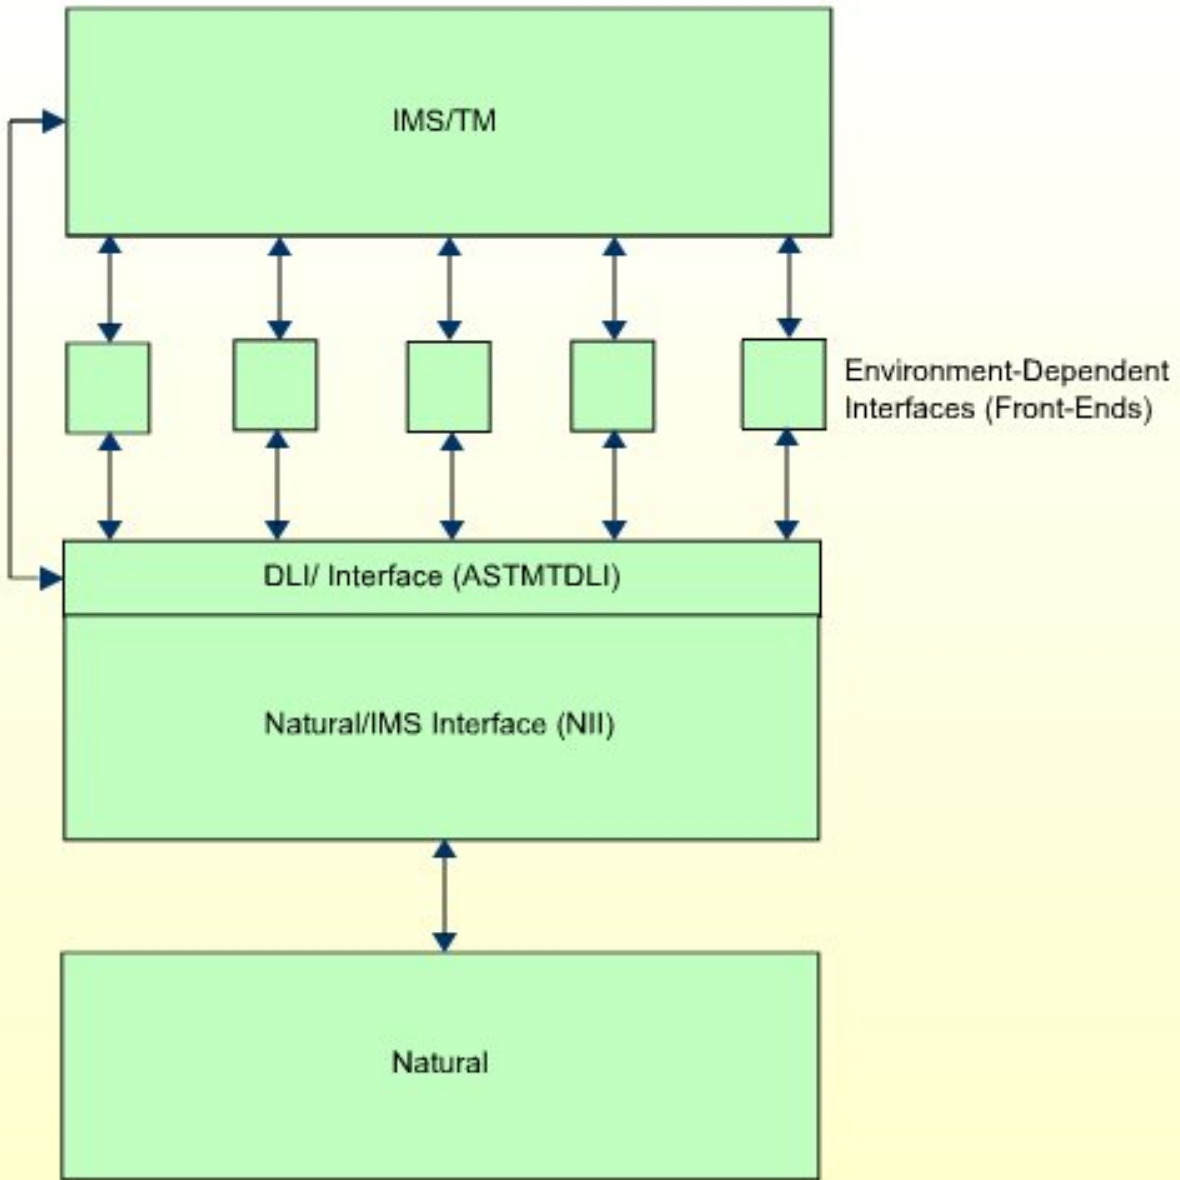 IMS/TM
Environment-Dependent
Interfaces (Front-Ends)
DLI/ Interface (ASTMTDLI)
Natural/IMS Interface (NII)
Natural